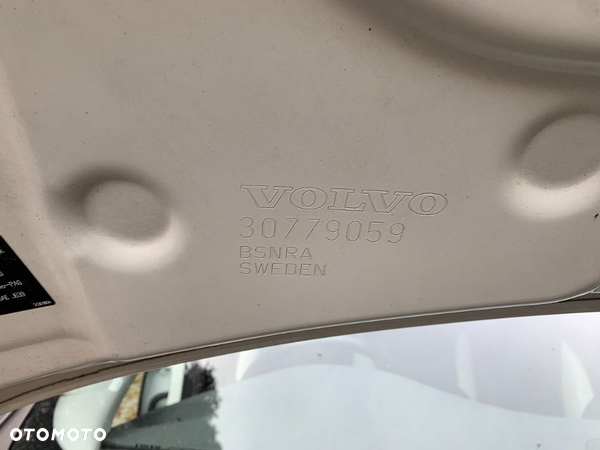 VOLVO
30779059
BSNRA
SWEDEN
OTOMOTO